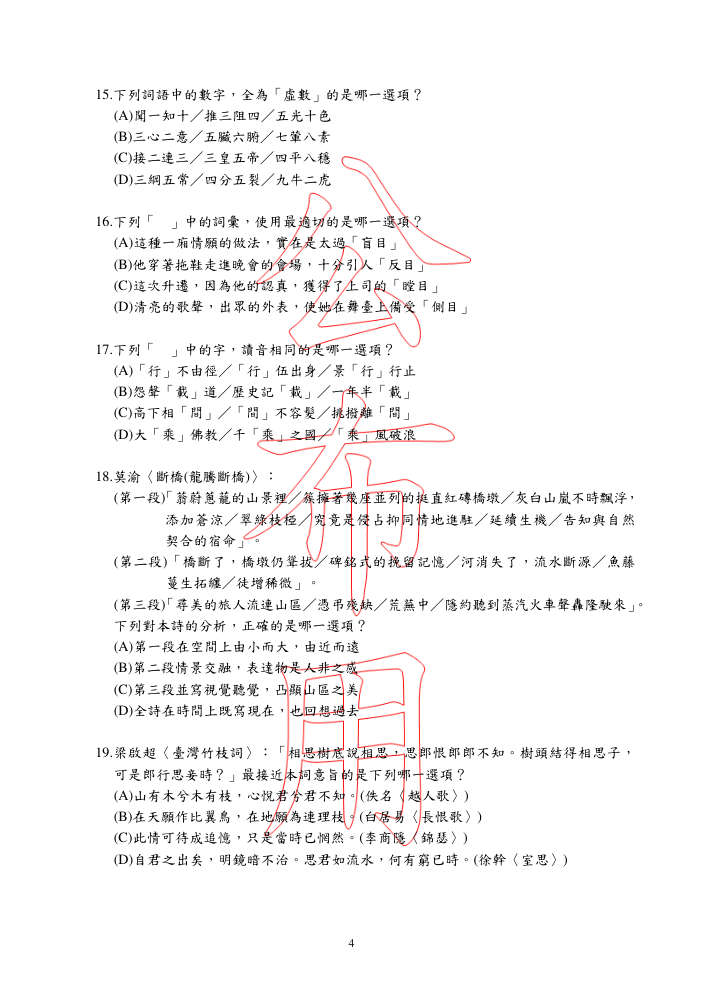 15.下列詞語中的數字，全為「虛數」的是哪一選項？
(A)聞一知十／推三阻四／五光十色
(B)三心二意／五臟六腑／七葷八素
(C)接二連三／三皇五帝／四平八穩
(D)三綱五常／四分五裂／九牛二虎
16.下列「　」中的詞彙，使用最適切的是哪一選項？
(A)這種一廂情願的做法，實在是太過「盲目」
(B)他穿著拖鞋走進晚會的會場，十分引人「反目」
(C)這次升遷，因為他的認真，獲得了上司的「瞠目」
(D)清亮的歌聲，出眾的外表，使她在舞臺上備受「側目」
17.下列「　」中的字，讀音相同的是哪一選項？
(A)「行」不由徑／「行」伍出身／景「行」行止
(B)怨聲「載」道／歷史記「載」／一年半「載」
(C)高下相「間」／「間」不容髮／挑撥離「間」
(D)大「乘」佛教／千「乘」之國／「乘」風破浪
18.莫渝〈斷橋(龍騰斷橋)〉：
(第一段)「蓊蔚蔥蘢的山景裡／簇擁著幾座並列的挺直紅磚橋墩／灰白山嵐不時飄浮，
添加蒼涼／翠綠枝椏／究竟是侵占抑同情地進駐／延續生機／告知與自然
契合的宿命」。
(第二段)「橋斷了，橋墩仍聳拔／碑銘式的挽留記憶／河消失了，流水斷源／魚藤
蔓生拓纏／徒增稀微」。
(第三段)「尋美的旅人流連山區／憑弔殘缺／荒蕪中／隱約聽到蒸汽火車聲轟隆駛來」。
下列對本詩的分析，正確的是哪一選項？
(A)第一段在空間上由小而大，由近而遠
(B)第二段情景交融，表達物是人非之感
(C)第三段並寫視覺聽覺，凸顯山區之美
(D)全詩在時間上既寫現在，也回想過去
19.梁啟超〈臺灣竹枝詞〉：「相思樹底說相思，思郎恨郎郎不知。樹頭結得相思子，
可是郎行思妾時？」最接近本詞意旨的是下列哪一選項？
(A)山有木兮木有枝，心悅君兮君不知。(佚名〈越人歌〉)
(B)在天願作比翼鳥，在地願為連理枝。(白居易〈長恨歌〉)
(C)此情可待成追憶，只是當時已惘然。(李商隱〈錦瑟〉)
(D)自君之出矣，明鏡暗不治。思君如流水，何有窮已時。(徐幹〈室思〉)
公布用
4